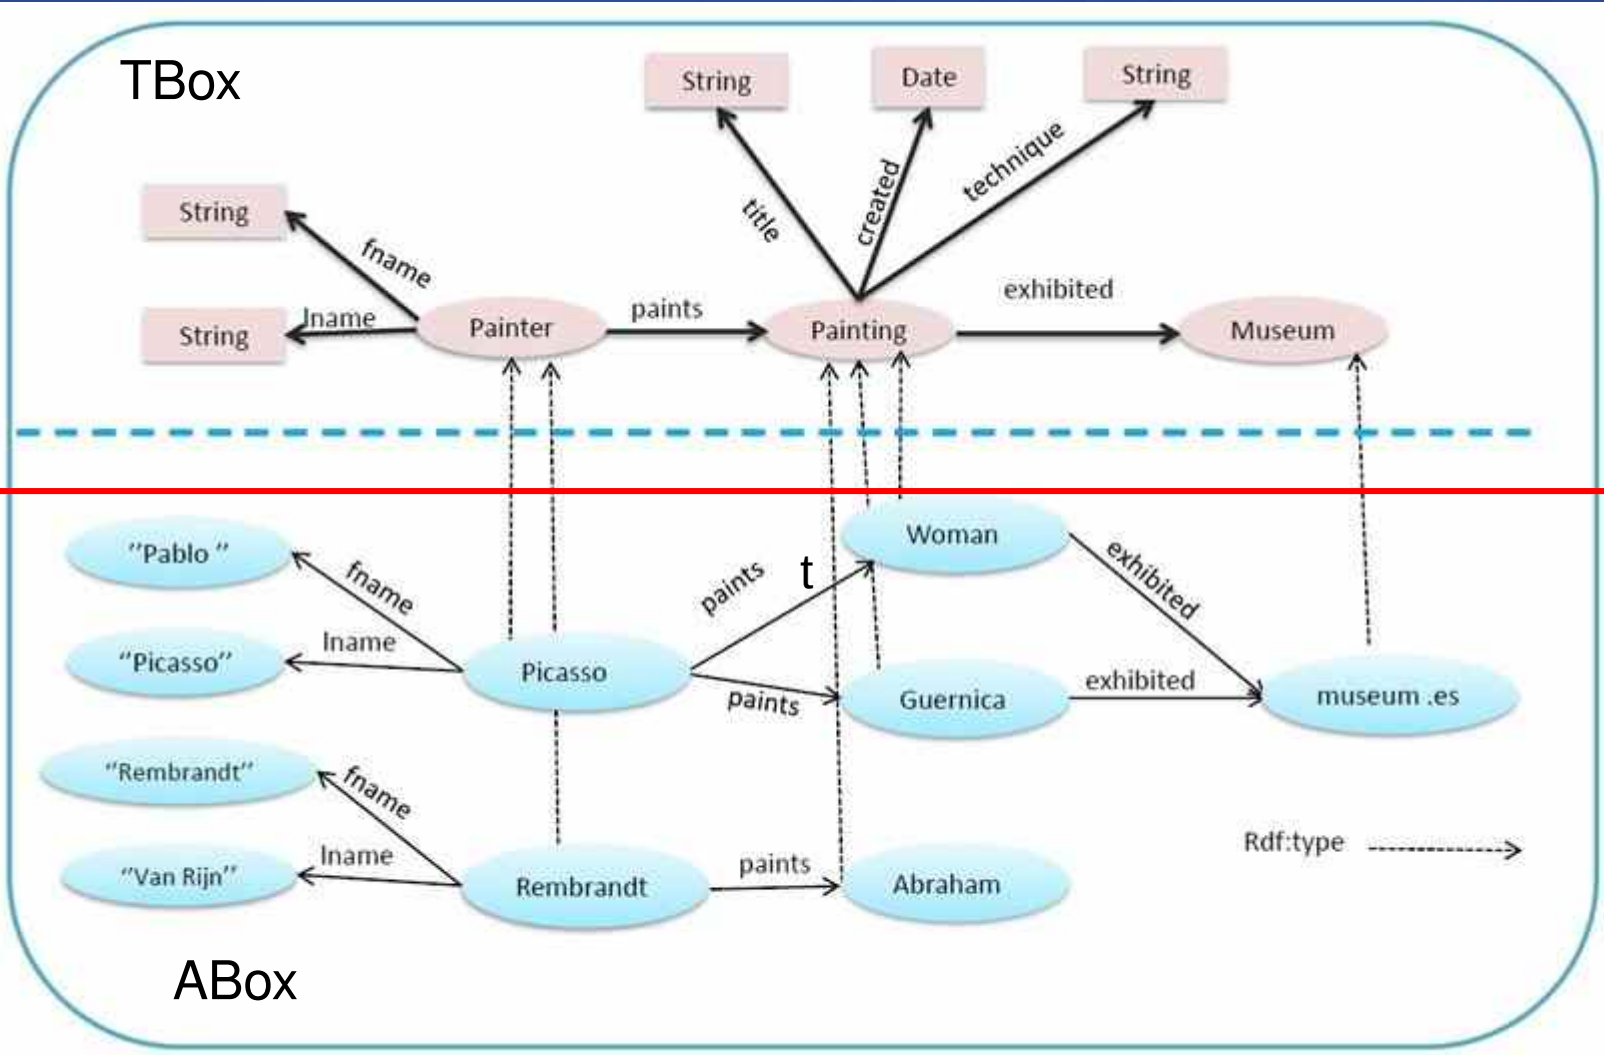 TBox
String
Date
String
title
created
technique
String
fname
String
lname
Painter
paints
Painting
exhibited
Museum
‘‘Pablo ’’
fname
paints
t
Woman
exhibited
‘‘Picasso’’
lname
Picasso
paints
Guernica
exhibited
museum .es
‘‘Rembrandt’’
fname
‘‘Van Rijn’’
lname
Rembrandt
paints
Abraham
Rdf:type
ABox